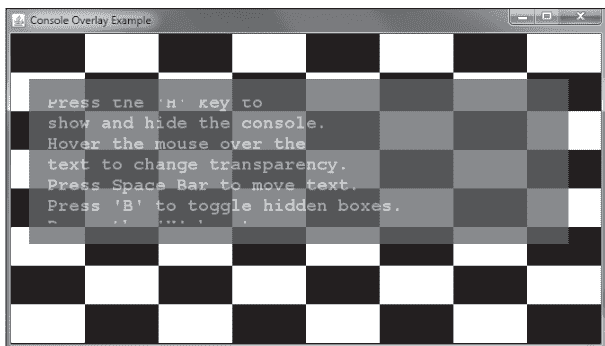 Console Overlay Example
Press the 'H' key to
show and hide the console.
Hover the mouse over the
text to change transparency.
Press Space Bar to move text.
Press 'B' to toggle hidden boxes.